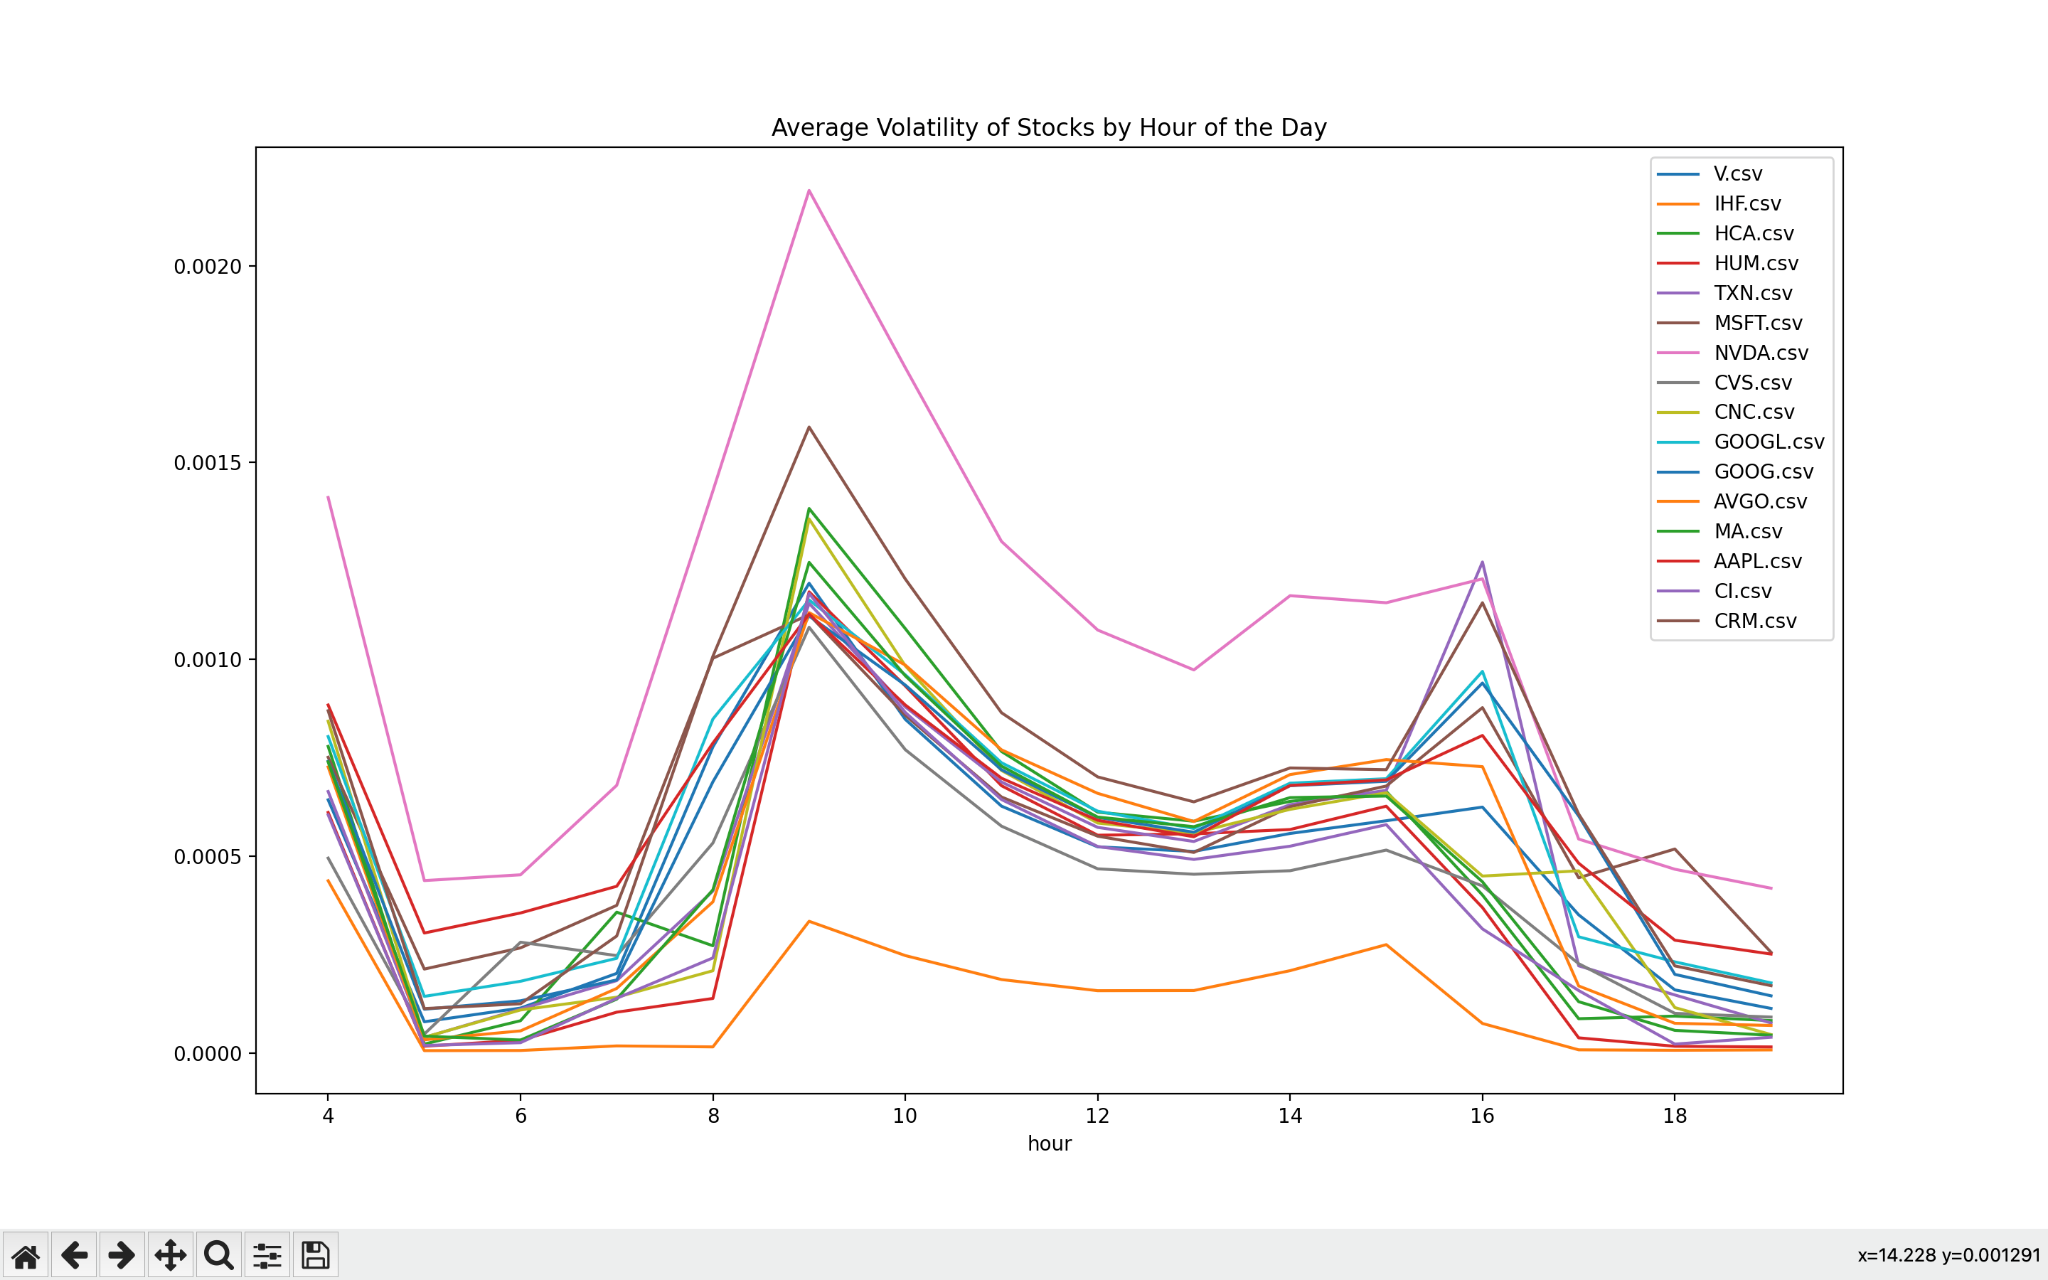 Average Volatility of Stocks by Hour of the Day
V.csv
IHF.csv
HCA.csv
HUM.csv
TXN.csv
MSFT.csv
NVDA.csv
CVS.csv
CNC.csv
GOOGL.csv
GOOG.csv
AVGO.csv
MA.csv
AAPL.csv
CI.csv
CRM.csv
0.0020
0.0015
0.0010
0.0005
0.0000
4 6 8 10 12 14 16 18
hour
x=14.228 y=0.001291